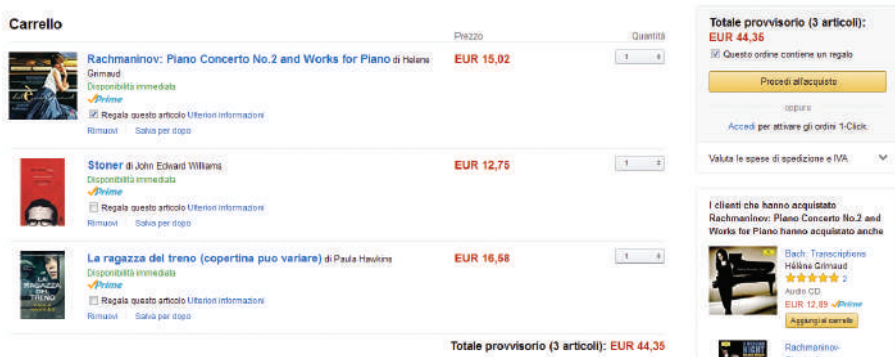 Carrello
Prezzo
Quantità
Rachmaninov: Piano Concerto No.2 and Works for Piano di Helene
Grimaud
EUR 15,02
1
Disponibilità immediata
Prime
Regala questo articolo Ulteriori informazioni
Rimuovi Salva per dopo
Stoner di John Edward Williams
EUR 12,75
1
Disponibilità immediata
Prime
Regala questo articolo Ulteriori informazioni
Rimuovi Salva per dopo
La ragazza del treno (copertina puo variare) di Paula Hawkins
EUR 16,58
1
Disponibilità immediata
Prime
Regala questo articolo Ulteriori informazioni
Rimuovi Salva per dopo
LA
RAGAZZA
DEL
TRENO
Totale provvisorio (3 articoli): EUR 44,35
Totale provvisorio (3 articoli):
EUR 44,35
Questo ordine contiene un regalo
Procedi all'acquisto
oppure
Accedi per attivare gli ordini 1-Click.
Valuta le spese di spedizione e IVA
I clienti che hanno acquistato
Rachmaninov: Piano Concerto No.2 and
Works for Piano hanno acquistato anche
Bach: Transcriptions
Hélène Grimaud
2
Audio CD
EUR 12,89 Prime
Aggiungi al carrello
Rachmaninov-